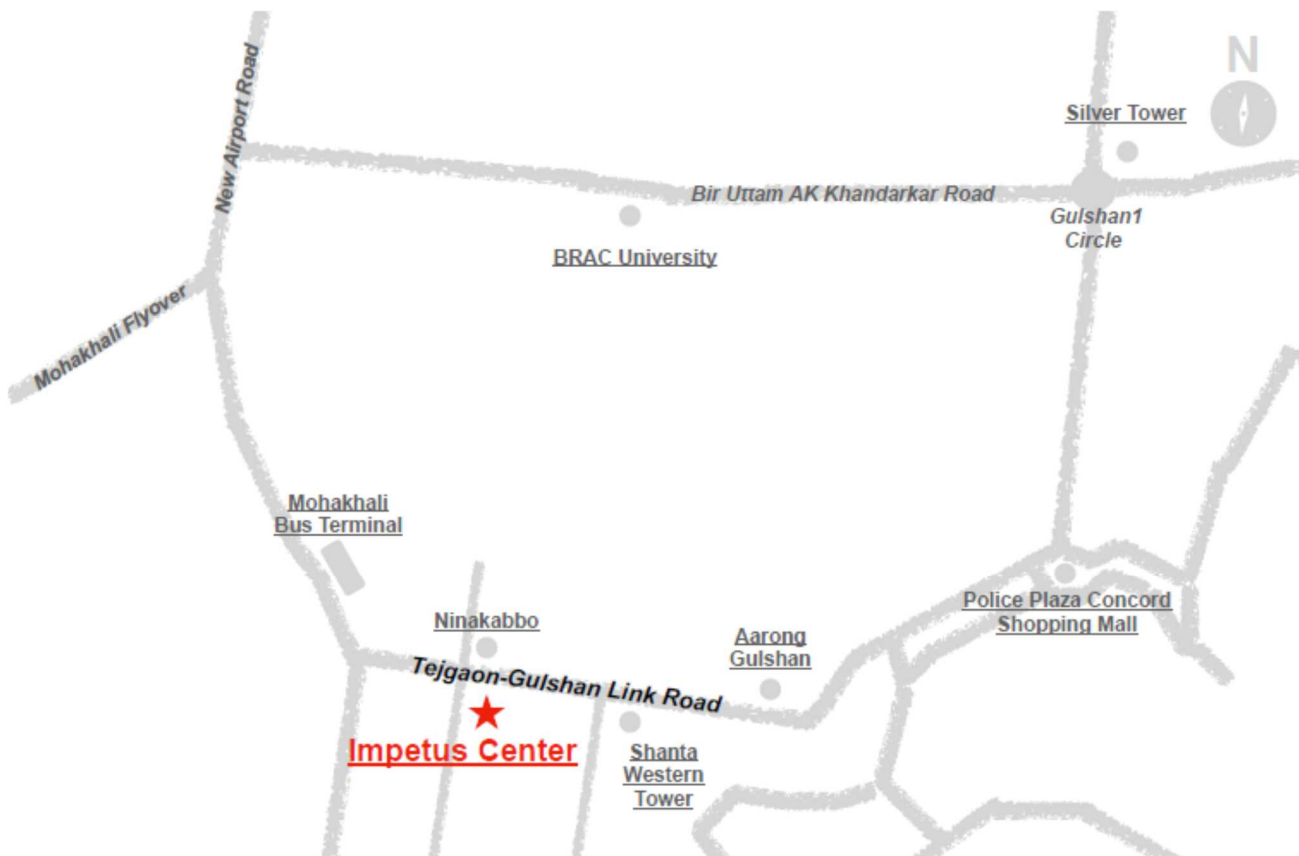 N
New Airport Road
Silver Tower
Bir Uttam AK Khandarkar Road
Gulshan1
Circle
BRAC University
Mohakhali Flyover
Mohakhali
Bus Terminal
Ninakabbo
Police Plaza Concord
Shopping Mall
Aarong
Gulshan
Tejgaon-Gulshan Link Road
Impetus Center
Shanta
Western
Tower